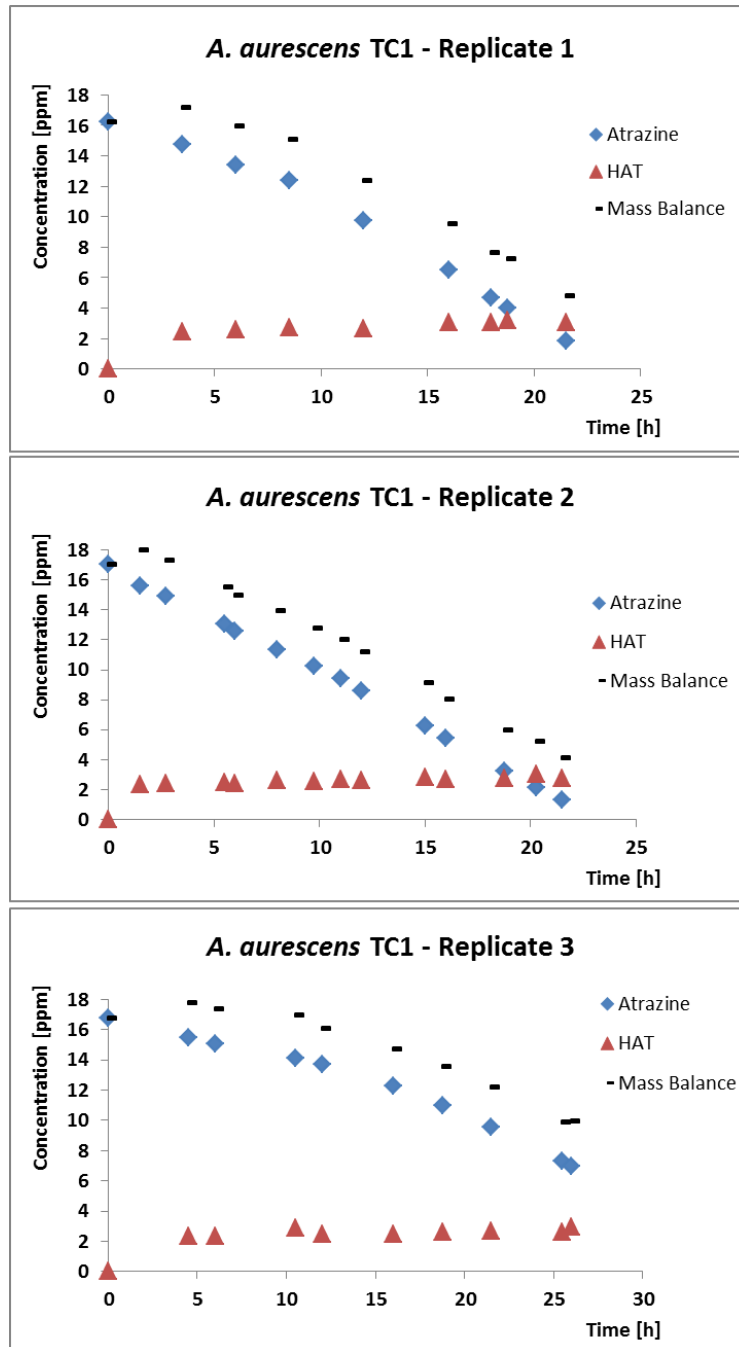 A. aurescens TC1 - Replicate 1
Concentration [ppm]
18
16
14
12
10
8
6
4
2
0
0 5 10 15 20 25
Time [h]
Atrazine
HAT
Mass Balance
A. aurescens TC1 - Replicate 2
Concentration [ppm]
18
16
14
12
10
8
6
4
2
0
0 5 10 15 20 25
Time [h]
Atrazine
HAT
Mass Balance
A. aurescens TC1 - Replicate 3
Concentration [ppm]
18
16
14
12
10
8
6
4
2
0
0 5 10 15 20 25 30
Time [h]
Atrazine
HAT
Mass Balance